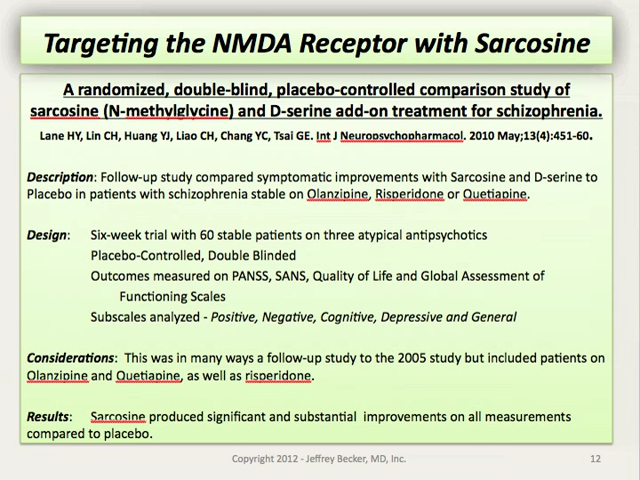 Targeting the NMDA Receptor with Sarcosine
A randomized, double-blind, placebo-controlled comparison study of
sarcosine (N-methylglycine) and D-serine add-on treatment for schizophrenia.
Lane HY, Lin CH, Huang YJ, Liao CH, Chang YC, Tsai GE. Int J Neuropsychopharmacol. 2010 May;13(4):451-60.
Description: Follow-up study compared symptomatic improvements with Sarcosine and D-serine to
Placebo in patients with schizophrenia stable on Olanzipine, Risperidone or Quetiapine.
Design: Six-week trial with 60 stable patients on three atypical antipsychotics
Placebo-Controlled, Double Blinded
Outcomes measured on PANSS, SANS, Quality of Life and Global Assessment of
Functioning Scales
Subscales analyzed - Positive, Negative, Cognitive, Depressive and General
Considerations: This was in many ways a follow-up study to the 2005 study but included patients on
Olanzipine and Quetiapine, as well as risperidone.
Results: Sarcosine produced significant and substantial improvements on all measurements
compared to placebo.
Copyright 2012 - Jeffrey Becker, MD, Inc.
12